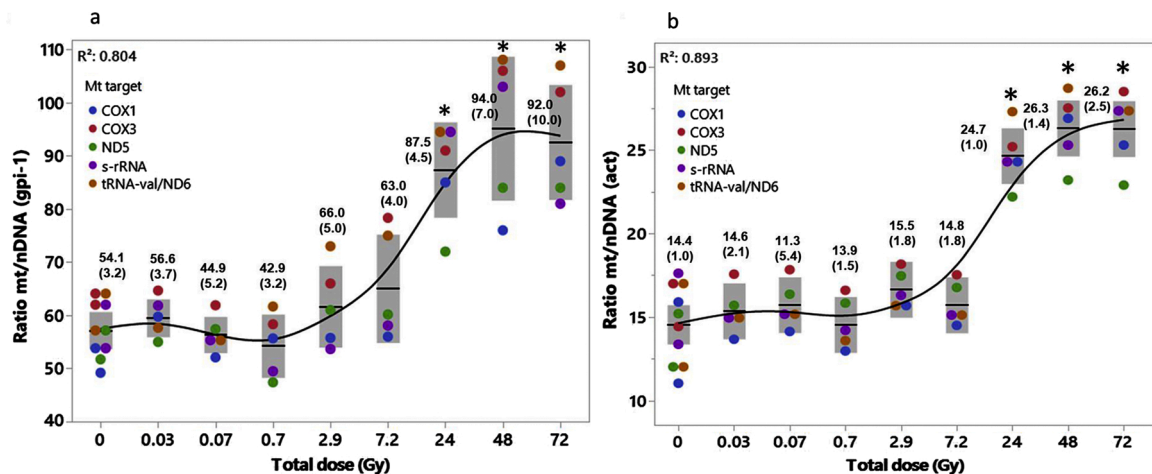 a
R²: 0.804
Mt target
COX1
COX3
ND5
s-rRNA
tRNA-val/ND6
Ratio mt/nDNA (gpi-1)
110
100
90
80
70
60
50
40
54.1
(3.2)
56.6
(3.7)
44.9
(5.2)
42.9
(3.2)
66.0
(5.0)
63.0
(4.0)
87.5
(4.5)
94.0
(7.0)
92.0
(10.0)
* * *
0 0.03 0.07 0.7 2.9 7.2 24 48 72
Total dose (Gy)
b
R²: 0.893
Mt target
COX1
COX3
ND5
s-rRNA
tRNA-val/ND6
Ratio mt/nDNA (act)
30
25
20
15
10
14.4
(1.0)
14.6
(2.1)
11.3
(5.4)
13.9
(1.5)
15.5
(1.8)
14.8
(1.8)
24.7
(1.0)
26.3
(1.4)
26.2
(2.5)
* * *
0 0.03 0.07 0.7 2.9 7.2 24 48 72
Total dose (Gy)